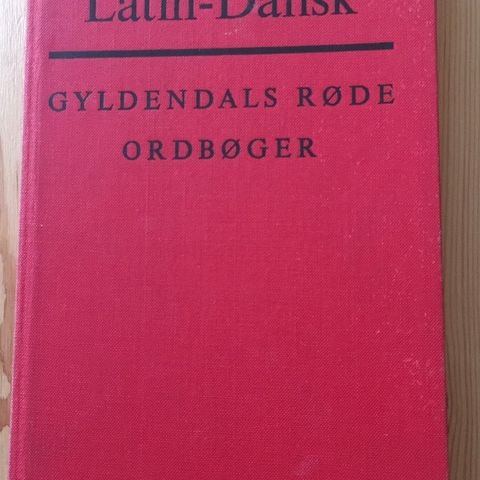 Latin-Dansk
GYLDENDALS RØDE
ORDBØGER